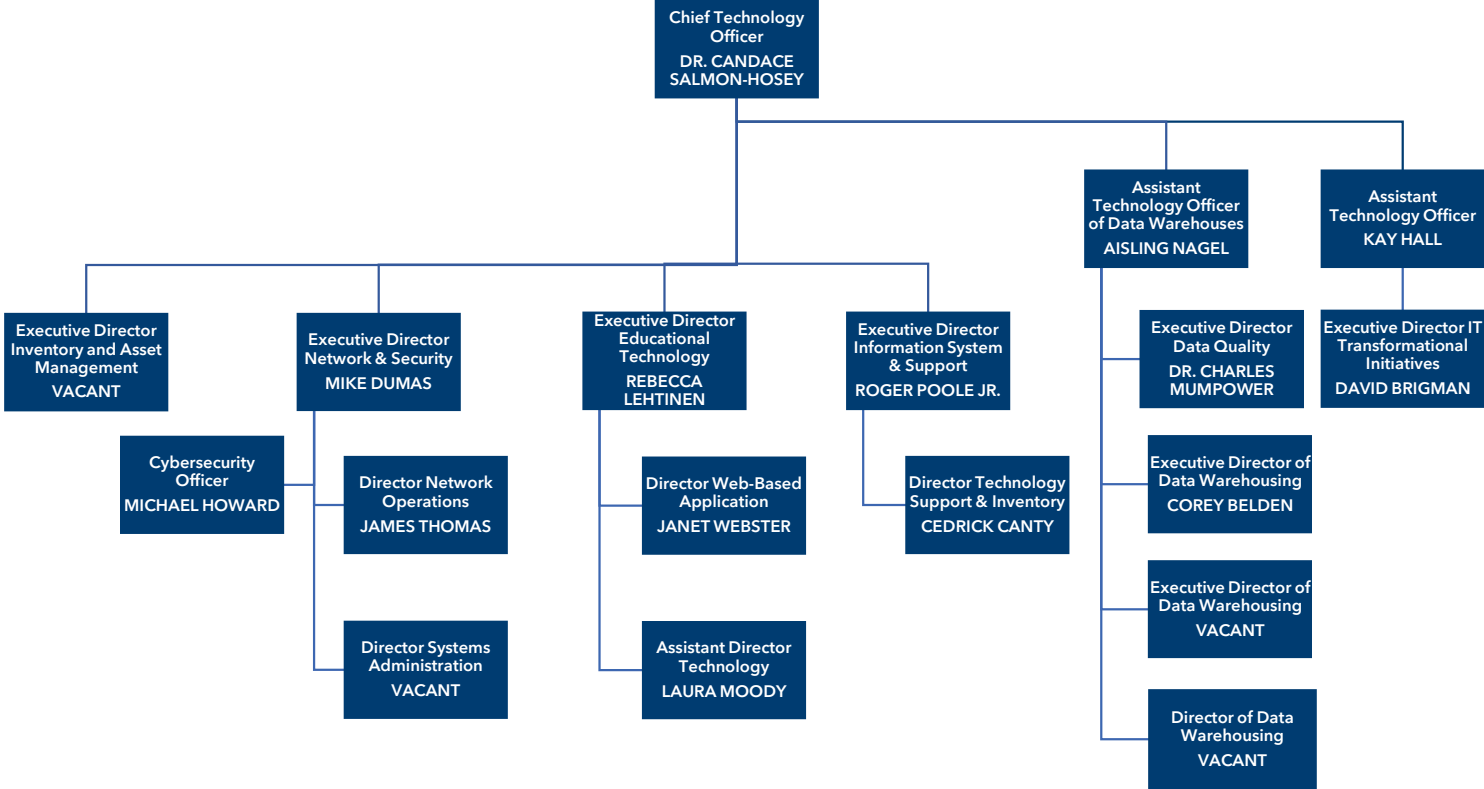 Chief Technology
Officer
DR. CANDACE
SALMON-HOSEY
Assistant
Technology Officer
of Data Warehouses
AISLING NAGEL
Assistant
Technology Officer
KAY HALL
Executive Director
Inventory and Asset
Management
VACANT
Executive Director
Network & Security
MIKE DUMAS
Executive Director
Educational
Technology
REBECCA
LEHTINEN
Executive Director
Information System
& Support
ROGER POOLE JR.
Executive Director
Data Quality
DR. CHARLES
MUMPOWER
Executive Director IT
Transformational
Initiatives
DAVID BRIGMAN
Cybersecurity
Officer
MICHAEL HOWARD
Director Network
Operations
JAMES THOMAS
Director Web-Based
Application
JANET WEBSTER
Director Technology
Support & Inventory
CEDRICK CANTY
Executive Director of
Data Warehousing
COREY BELDEN
Executive Director of
Data Warehousing
VACANT
Director Systems
Administration
VACANT
Assistant Director
Technology
LAURA MOODY
Director of Data
Warehousing
VACANT